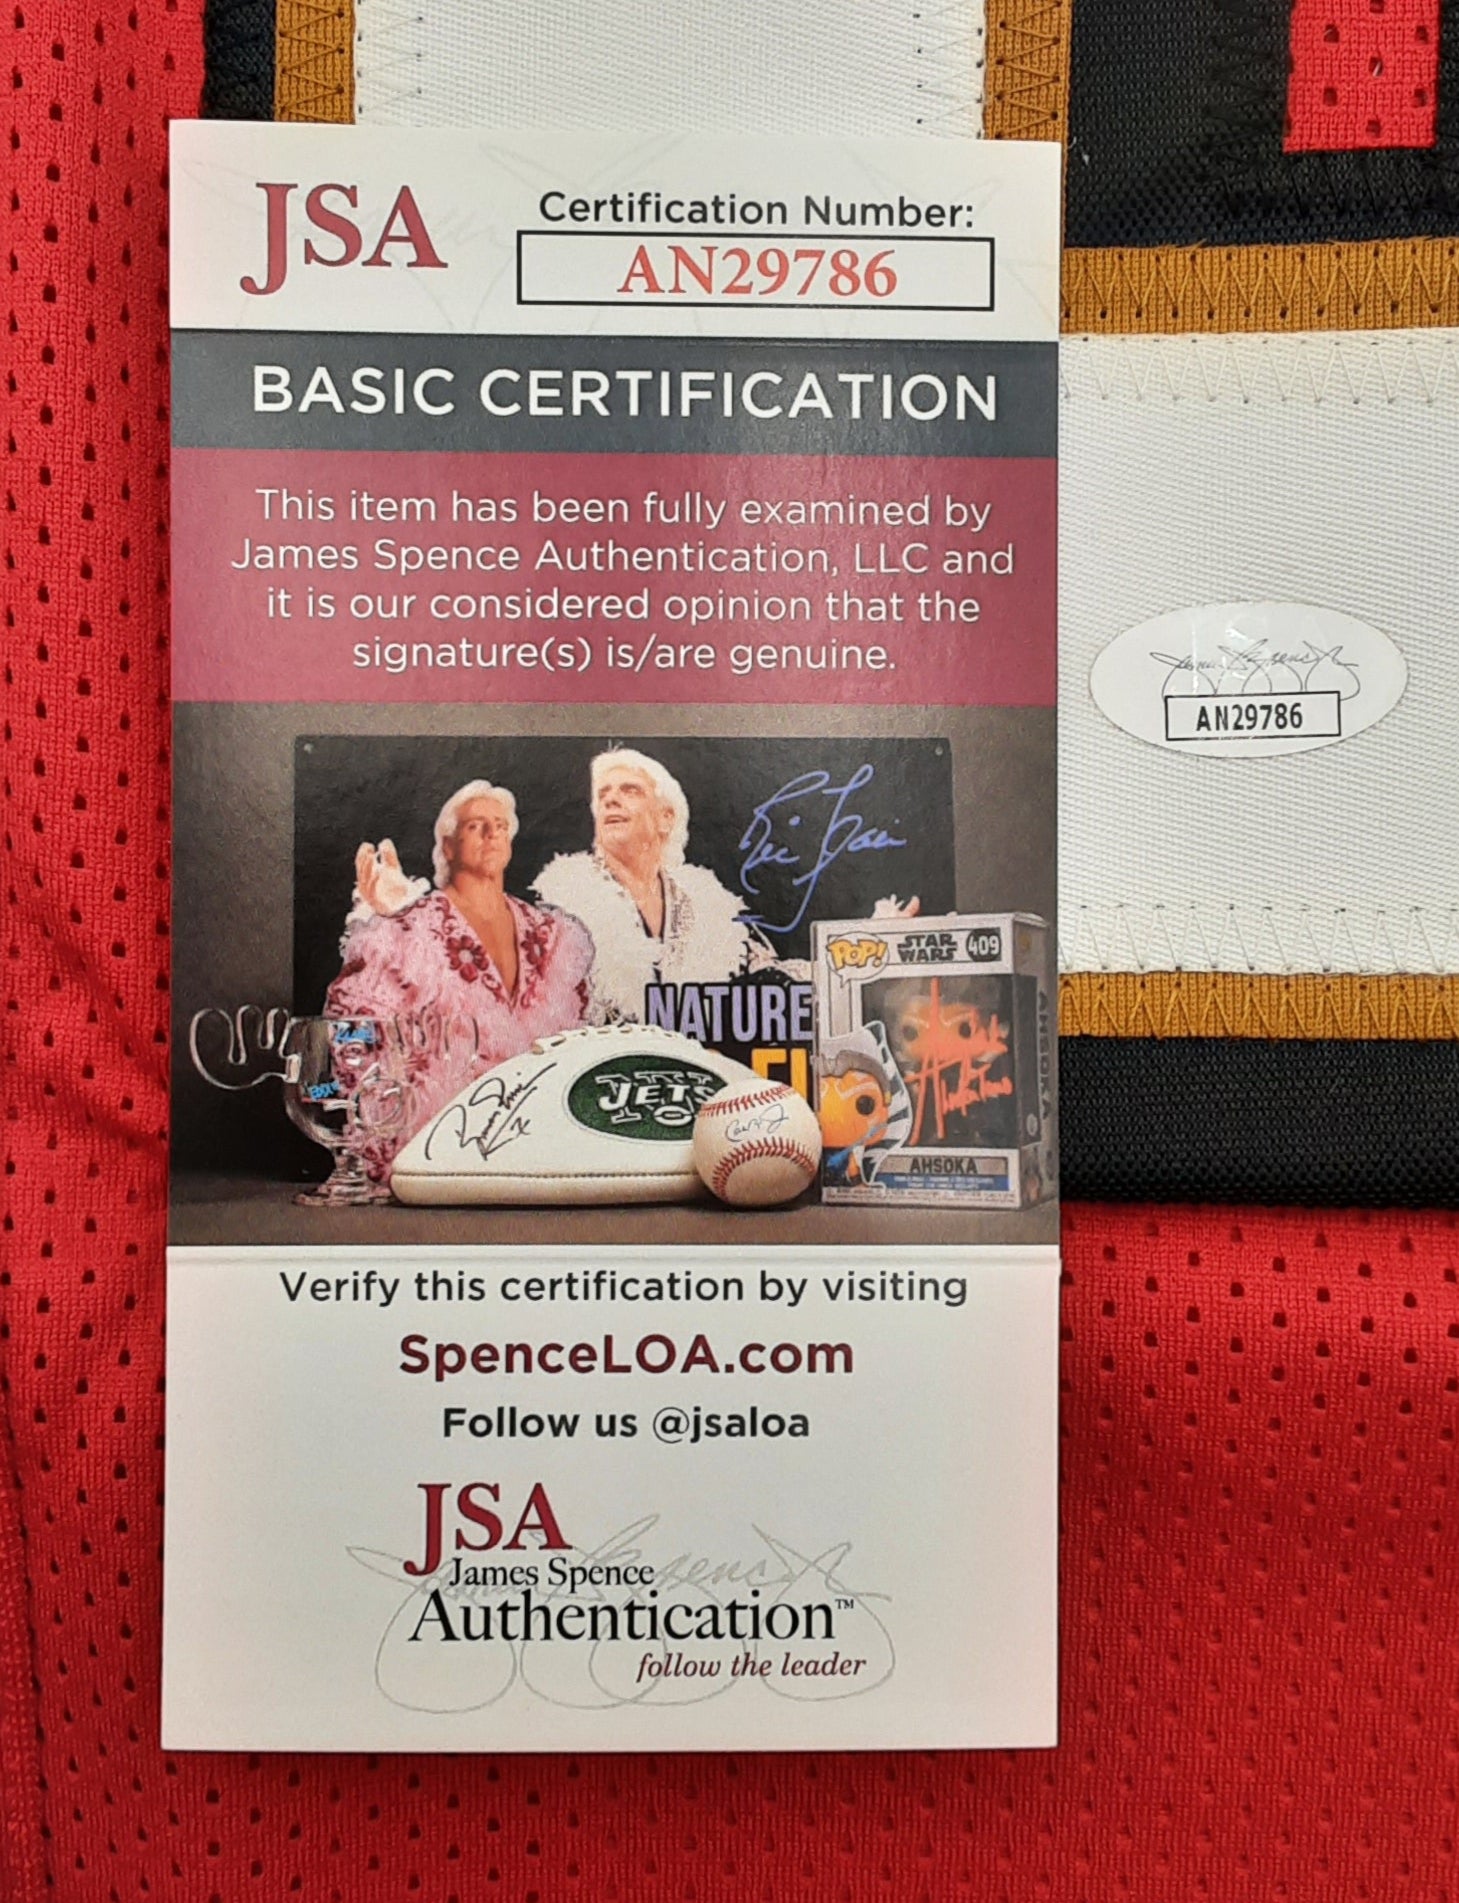 JSA
Certification Number:
AN29786
BASIC CERTIFICATION
This item has been fully examined by
James Spence Authentication, LLC and
it is our considered opinion that the
signature(s) is/are genuine.
Ric Flair
POP! STAR WARS 409
NATURE
JETS
AHSOKA
AN29786
Verify this certification by visiting
SpenceLOA.com
Follow us @jsaloa
JSA
James Spence
Authentication™
follow the leader